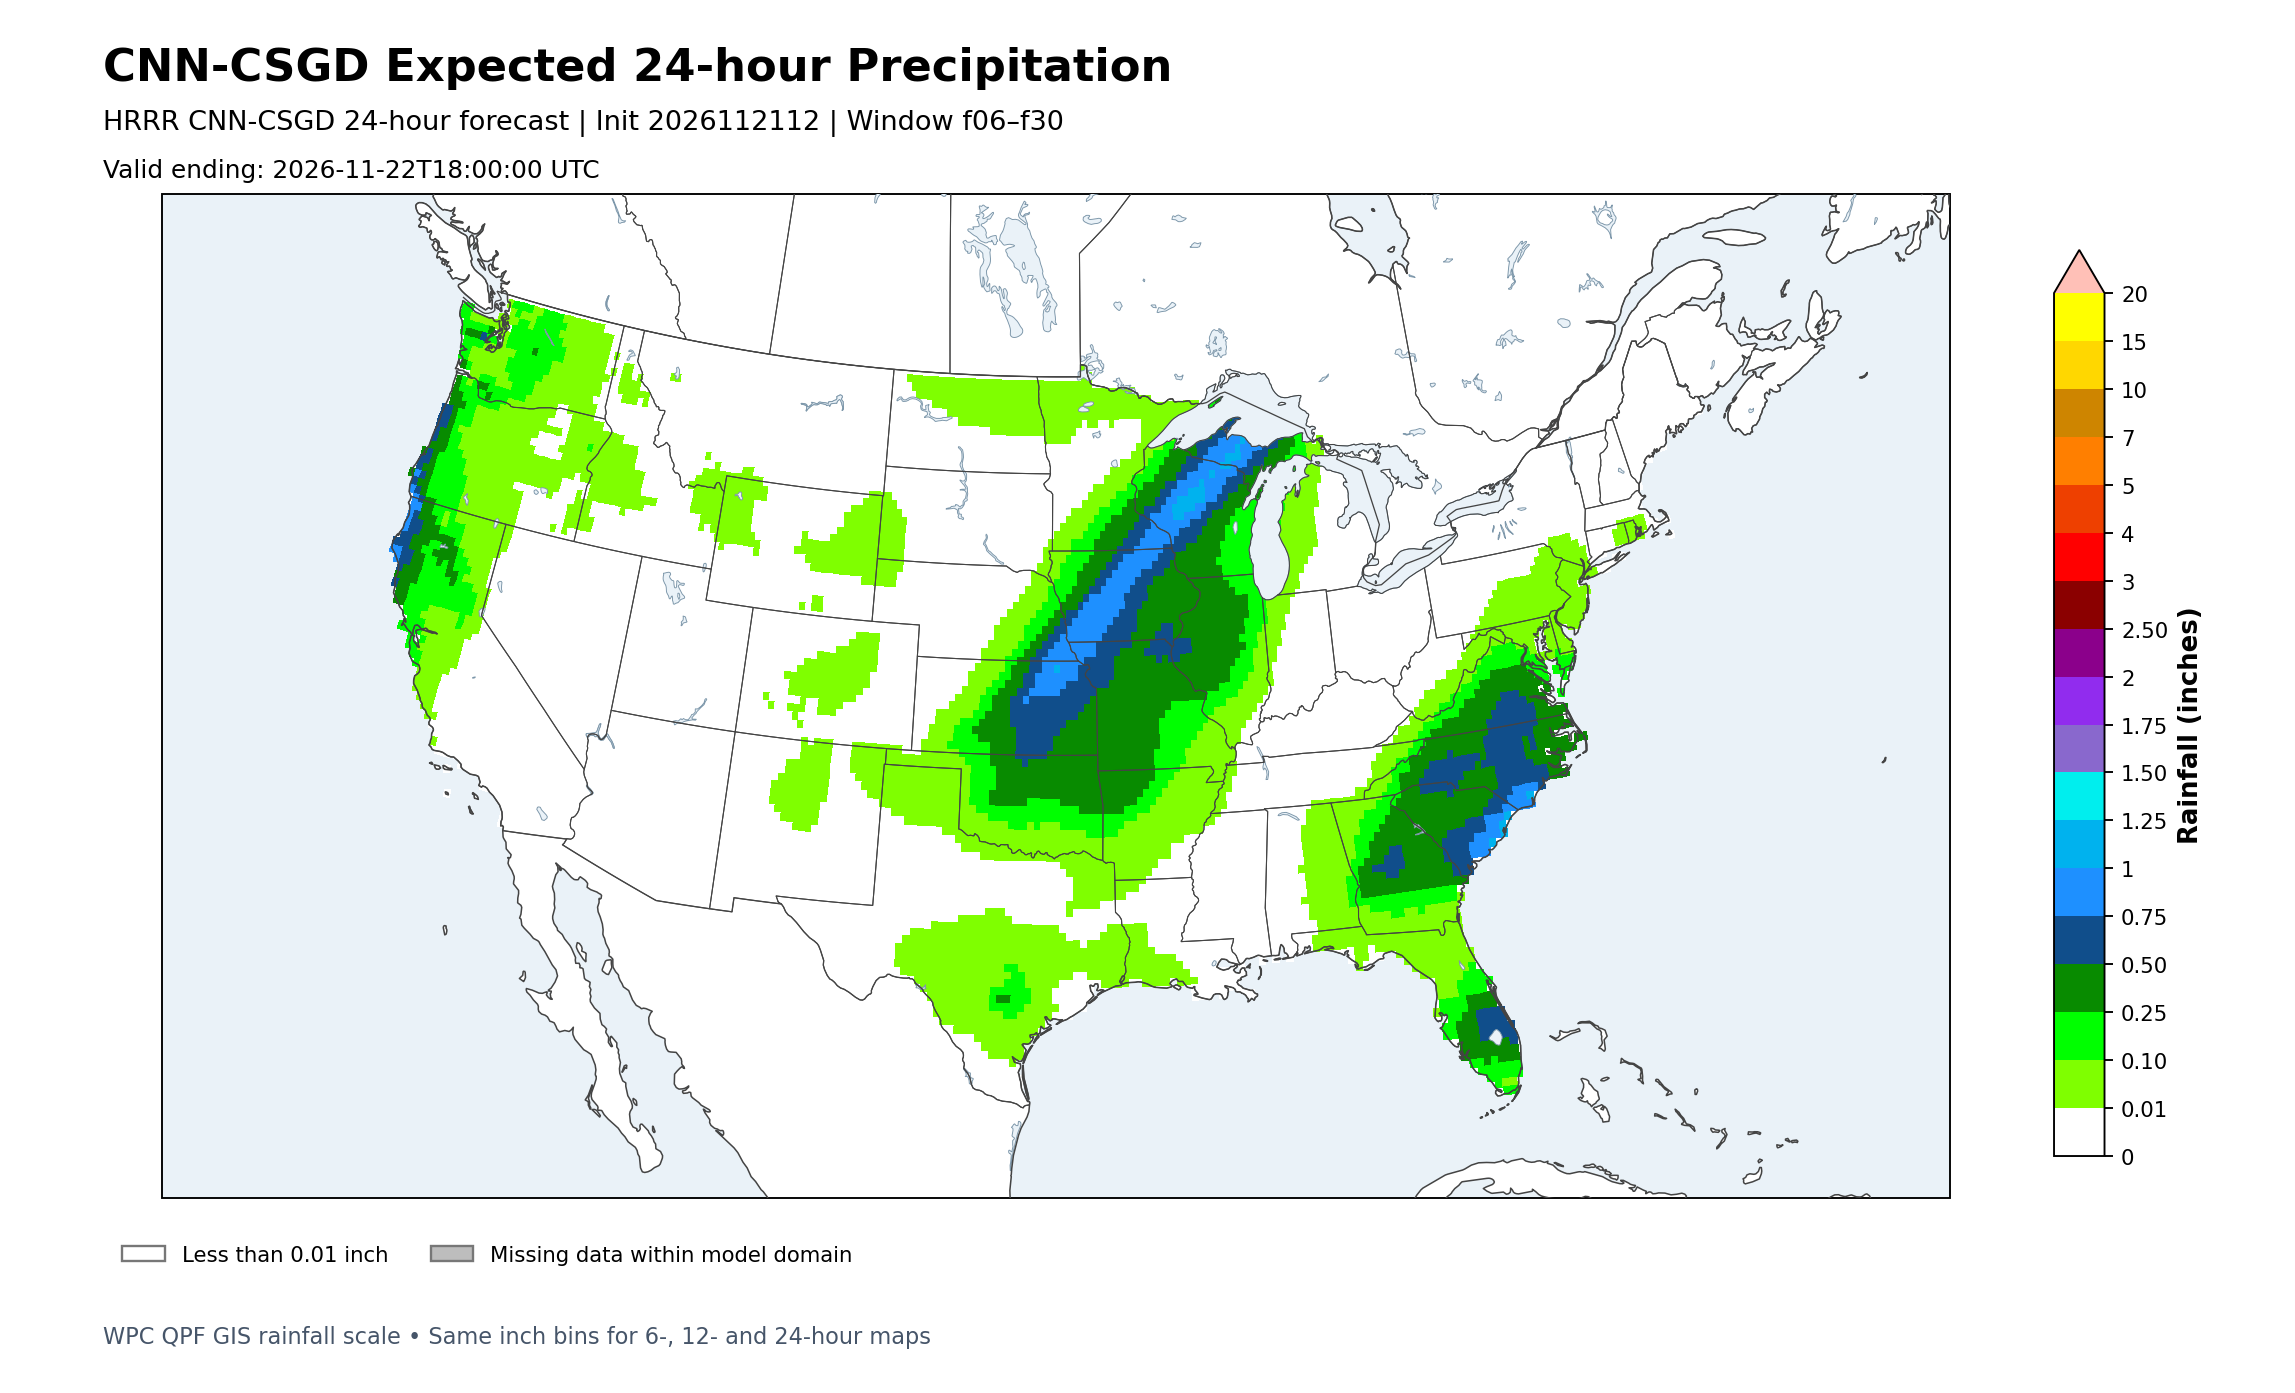 CNN-CSGD Expected 24-hour Precipitation
HRRR CNN-CSGD 24-hour forecast | Init 2026112112 | Window f06–f30
Valid ending: 2026-11-22T18:00:00 UTC
20
15
10
7
5
4
3
2.50
2
1.75
1.50
1.25
1
0.75
0.50
0.25
0.10
0.01
0
Rainfall (inches)
Less than 0.01 inch
Missing data within model domain
WPC QPF GIS rainfall scale • Same inch bins for 6-, 12- and 24-hour maps